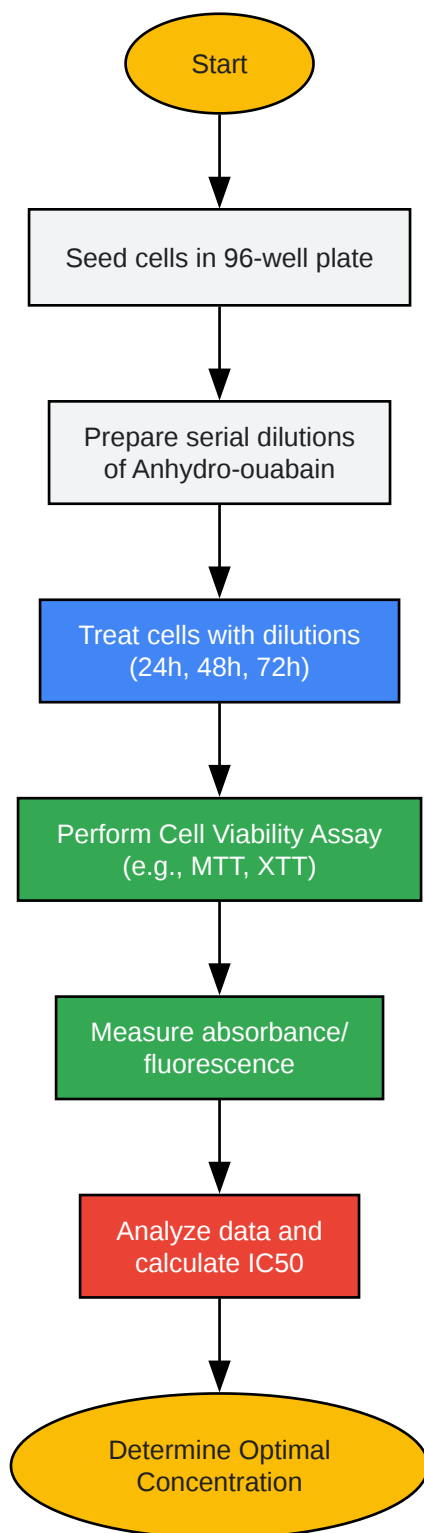 Start
Seed cells in 96-well plate
Prepare serial dilutions
of Anhydro-ouabain
Treat cells with dilutions
(24h, 48h, 72h)
Perform Cell Viability Assay
(e.g., MTT, XTT)
Measure absorbance/
fluorescence
Analyze data and
calculate IC50
Determine Optimal
Concentration